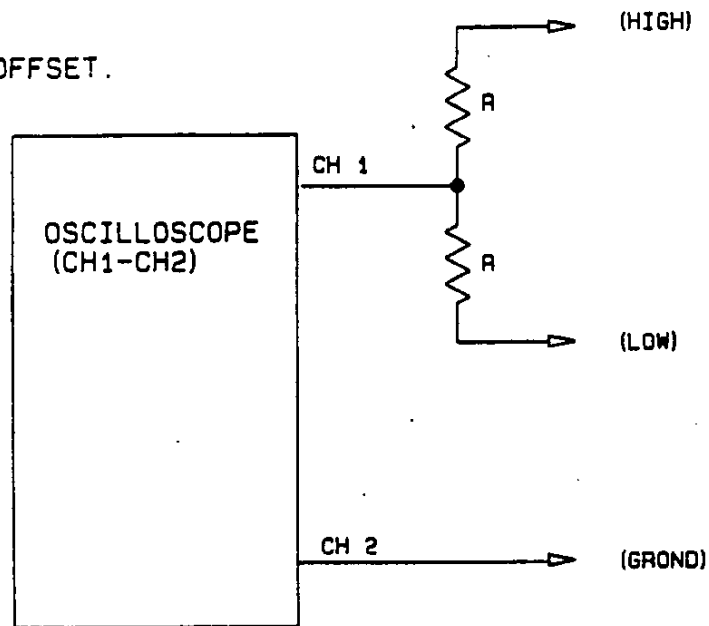 OFFSET.
(HIGH)
R
CH 1
OSCILLOSCOPE
(CH1-CH2)
R
(LOW)
CH 2
(GROND)